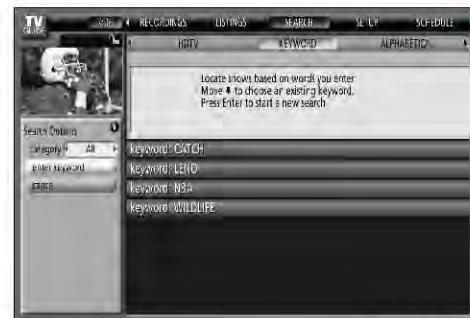 TV
GUIDE
RECORDINGS LISTINGS SEARCH SETUP SCHEDULE
HDTV KEYWORD ALPHABETICAL
Locate shows based on words you enter
Move to choose an existing keyword.
Press Enter to start a new search
Search Options
category All
enter keyword
cancel
keyword: CATCH
keyword: LENO
keyword: NBA
keyword: WILDLIFE